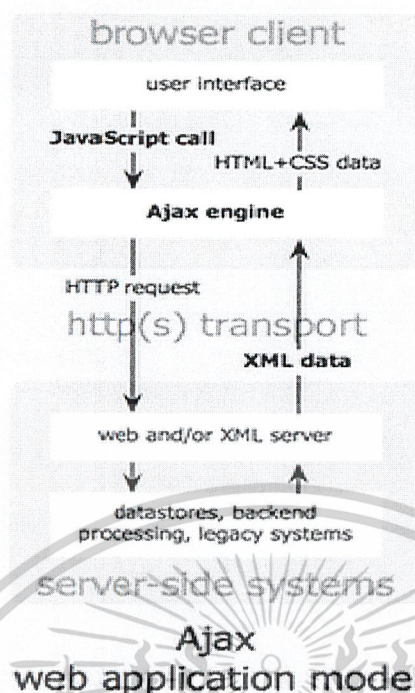 browser client
user interface
JavaScript call
HTML+CSS data
Ajax engine
HTTP request
http(s) transport
XML data
web and/or XML server
datastores, backend
processing, legacy systems
server-side systems
Ajax
web application model